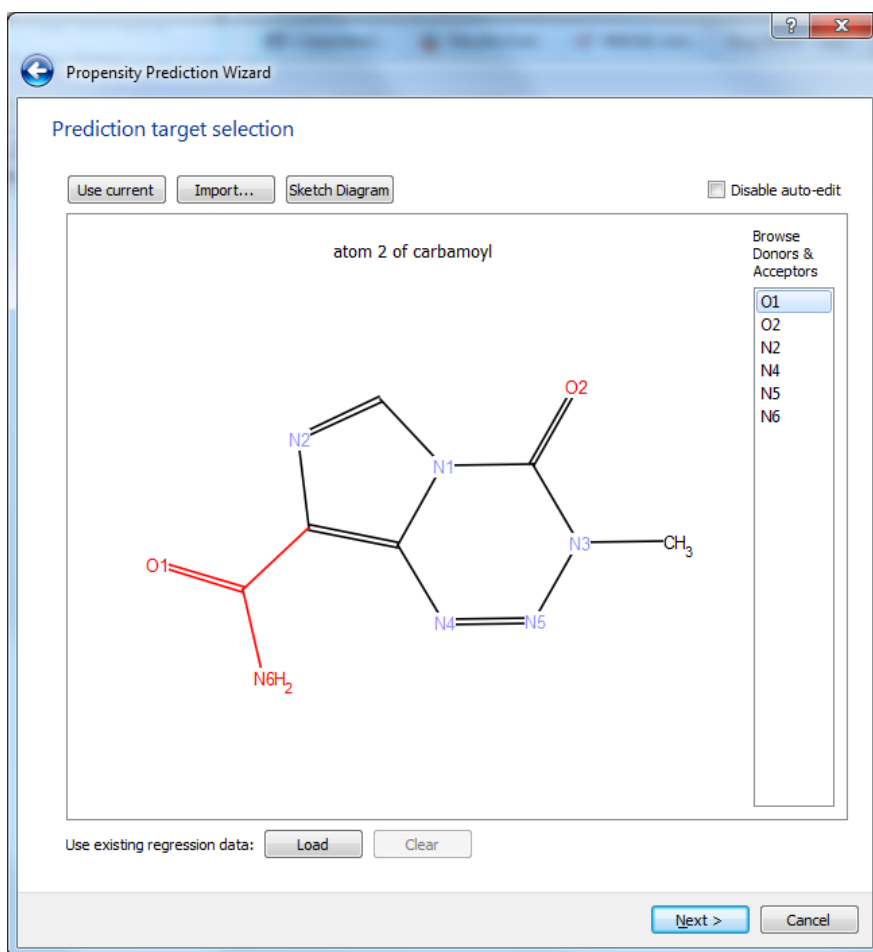 ?
x
Propensity Prediction Wizard
Prediction target selection
Use current Import... Sketch Diagram Disable auto-edit
atom 2 of carbamoyl
Browse
Donors &
Acceptors
O1
O2
N2
N4
N5
N6
O2
N2
N1
O1
N3 CH3
N4 N5
N6H2
Use existing regression data: Load Clear
Next > Cancel